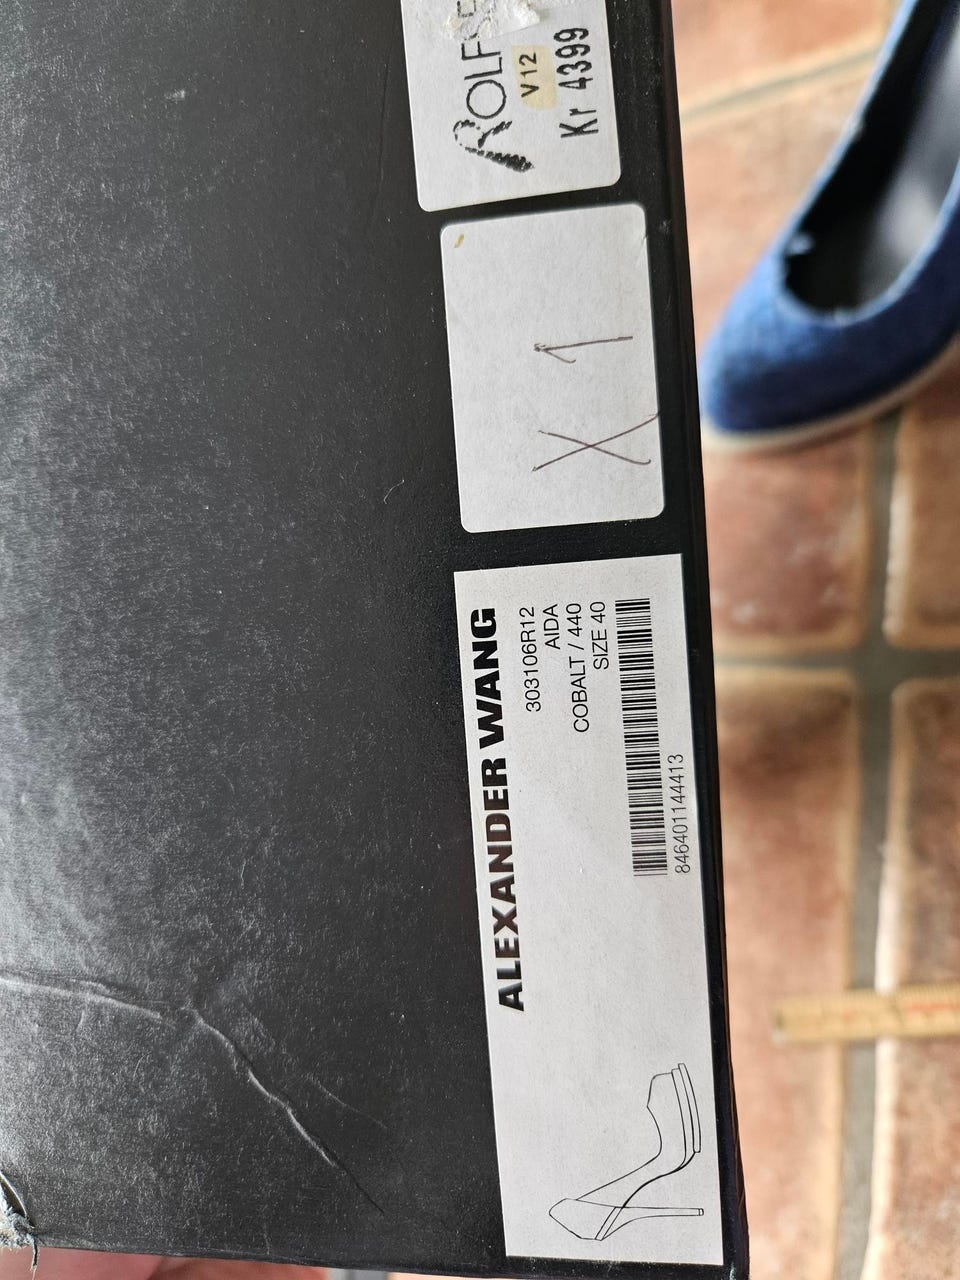 V12
Kr 4399
X 1
ALEXANDER WANG
303106R12
AIDA
COBALT / 440
SIZE 40
846401144413